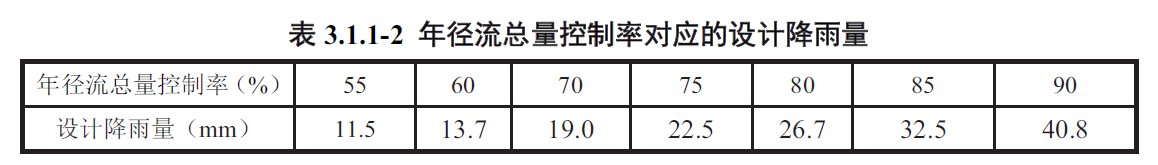 表 3.1.1-2 年径流总量控制率对应的设计降雨量
年径流总量控制率（%） 55 60 70 75 80 85 90
设计降雨量（mm） 11.5 13.7 19.0 22.5 26.7 32.5 40.8